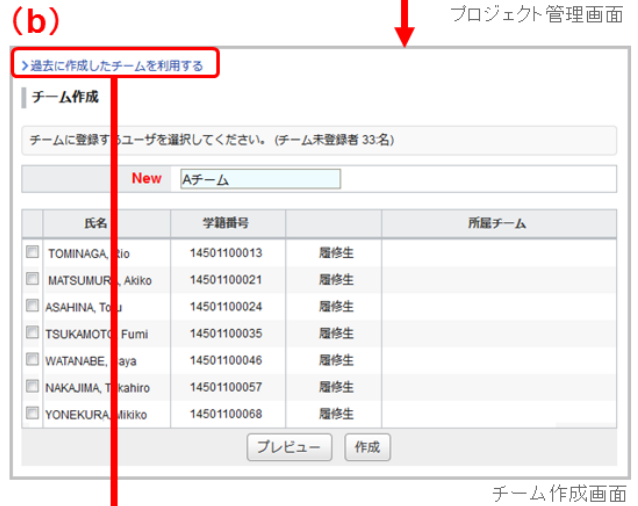 プロジェクト管理画面
(b)
>過去に作成したチームを利用する
チーム作成
チームに登録するユーザを選択してください。 (チーム未登録者 33:名)
New Aチーム
氏名 学籍番号 所属チーム
TOMINAGA, Rio 14501100013 履修生
MATSUMURA, Akiko 14501100021 履修生
ASAHINA, 14501100024 履修生
TSUKAMOTO, Fumi 14501100035 履修生
WATANABE, 14501100046 履修生
NAKAJIMA, Takahiro 14501100057 履修生
YONEKURA, Mikiko 14501100068 履修生
プレビュー 作成
チーム作成画面